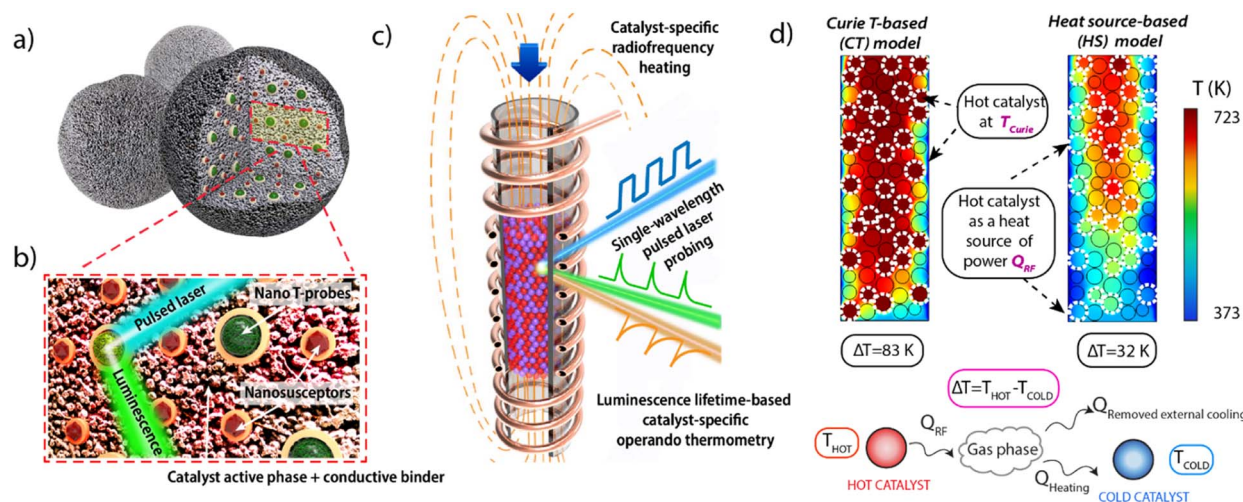 a)
b)
Pulsed laser
Nano T-probes
Luminescence
Nanosusceptors
Catalyst active phase + conductive binder
c)
Catalyst-specific
radiofrequency
heating
Single-wavelength
pulsed laser
probing
Luminescence lifetime-based
catalyst-specific
operando thermometry
d)
Curie T-based
(CT) model
Heat source-based
(HS) model
Hot catalyst
at T_Curie
Hot catalyst
as a heat
source of
power Q_RF
T (K)
723
373
ΔT=83 K
ΔT=32 K
ΔT=T_HOT-T_COLD
Q_RF
Q_Removed external cooling
T_HOT
Gas phase
T_COLD
Q_Heating
HOT CATALYST
COLD CATALYST